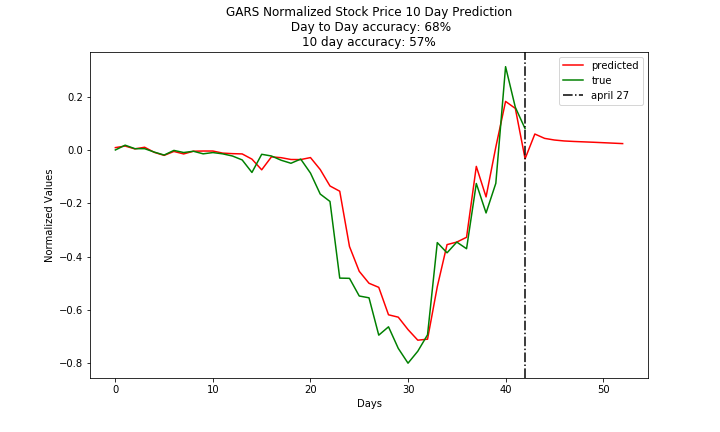 GARS Normalized Stock Price 10 Day Prediction
Day to Day accuracy: 68%
10 day accuracy: 57%
predicted
true
april 27
Normalized Values
0.2
0.0
−0.2
−0.4
−0.6
−0.8
0 10 20 30 40 50
Days